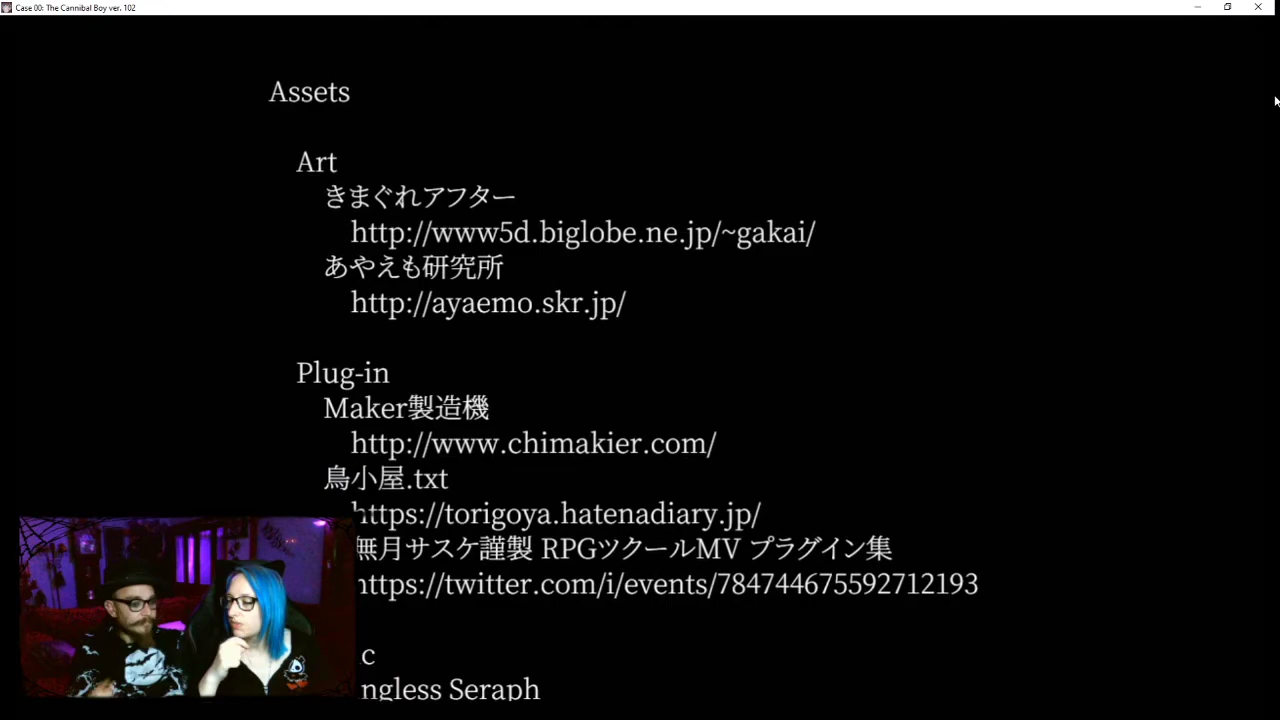 Case 00: The Cannibal Boy ver. 102
Assets
Art
きまぐれアフター
http://www5d.biglobe.ne.jp/~gakai/
あやえも研究所
http://ayaemo.skr.jp/
Plug-in
Maker製造機
http://www.chimakier.com/
鳥小屋.txt
https://torigoya.hatenadiary.jp/
無月サスケ謹製 RPGツクールMV プラグイン集
https://twitter.com/i/events/784744675592712193
c
ngless Seraph